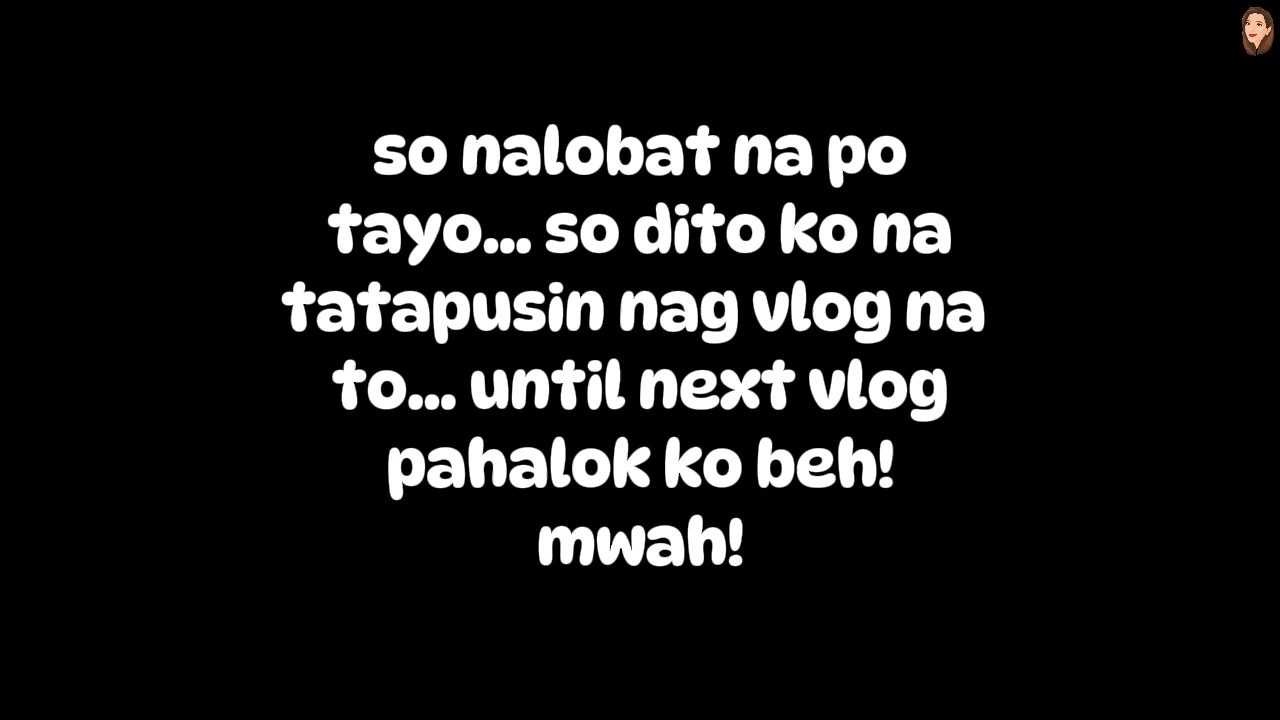 so nalobat na po
tayo... so dito ko na
tatapusin nag vlog na
to... until next vlog
pahalok ko beh!
mwah!